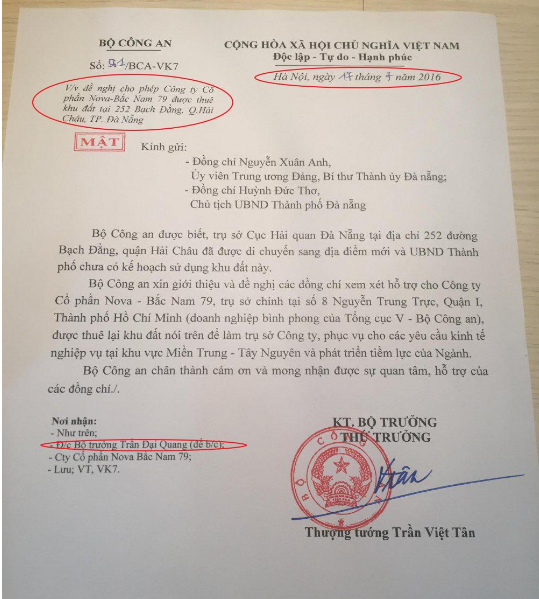 BỘ CÔNG AN
CỘNG HÒA XÃ HỘI CHỦ NGHĨA VIỆT NAM
Độc lập - Tự do - Hạnh phúc
Số: /BCA-VK7
Hà Nội, ngày 17 tháng năm 2016
V/v đề nghị cho phép Công ty Cổ
phần Nova-Bắc Nam 79 được thuê
khu đất tại 252 Bạch Đằng, Q.Hải
Châu, TP. Đà Nẵng
MẬT
Kinh gửi:
- Đồng chí Nguyễn Xuân Anh,
Ủy viên Trung ương Đảng, Bí thư Thành ủy Đà nẵng;
- Đồng chí Huỳnh Đức Thơ,
Chủ tịch UBND Thành phố Đà nẵng
Bộ Công an được biết, trụ sở Cục Hải quan Đà Nẵng tại địa chỉ 252 đường
Bạch Đằng, quận Hải Châu đã được di chuyển sang địa điểm mới và UBND Thành
phố chưa có kế hoạch sử dụng khu đất này.
Bộ Công an xin giới thiệu và đề nghị các đồng chí xem xét hỗ trợ cho Công ty
Cổ phần Nova - Bắc Nam 79, trụ sở chính tại số 8 Nguyễn Trung Trực, Quận I,
Thành phố Hồ Chí Minh (doanh nghiệp bình phong của Tổng cục V - Bộ Công an),
được thuê lại khu đất nói trên để làm trụ sở Công ty, phục vụ cho các yêu cầu kinh tế
nghiệp vụ tại khu vực Miền Trung - Tây Nguyên và phát triển tiềm lực của Ngành.
Bộ Công an chân thành cám ơn và mong nhận được sự quan tâm, hỗ trợ của
các đồng chí./.
Nơi nhận:
- Như trên;
- Đ/c Bộ trưởng Trần Đại Quang (để b/c);
- Cty Cổ phần Nova Bắc Nam 79;
- Lưu; VT, VK7.
KT. BỘ TRƯỞNG
THỨ TRƯỞNG
BỘ CÔNG AN
Thượng tướng Trần Việt Tân